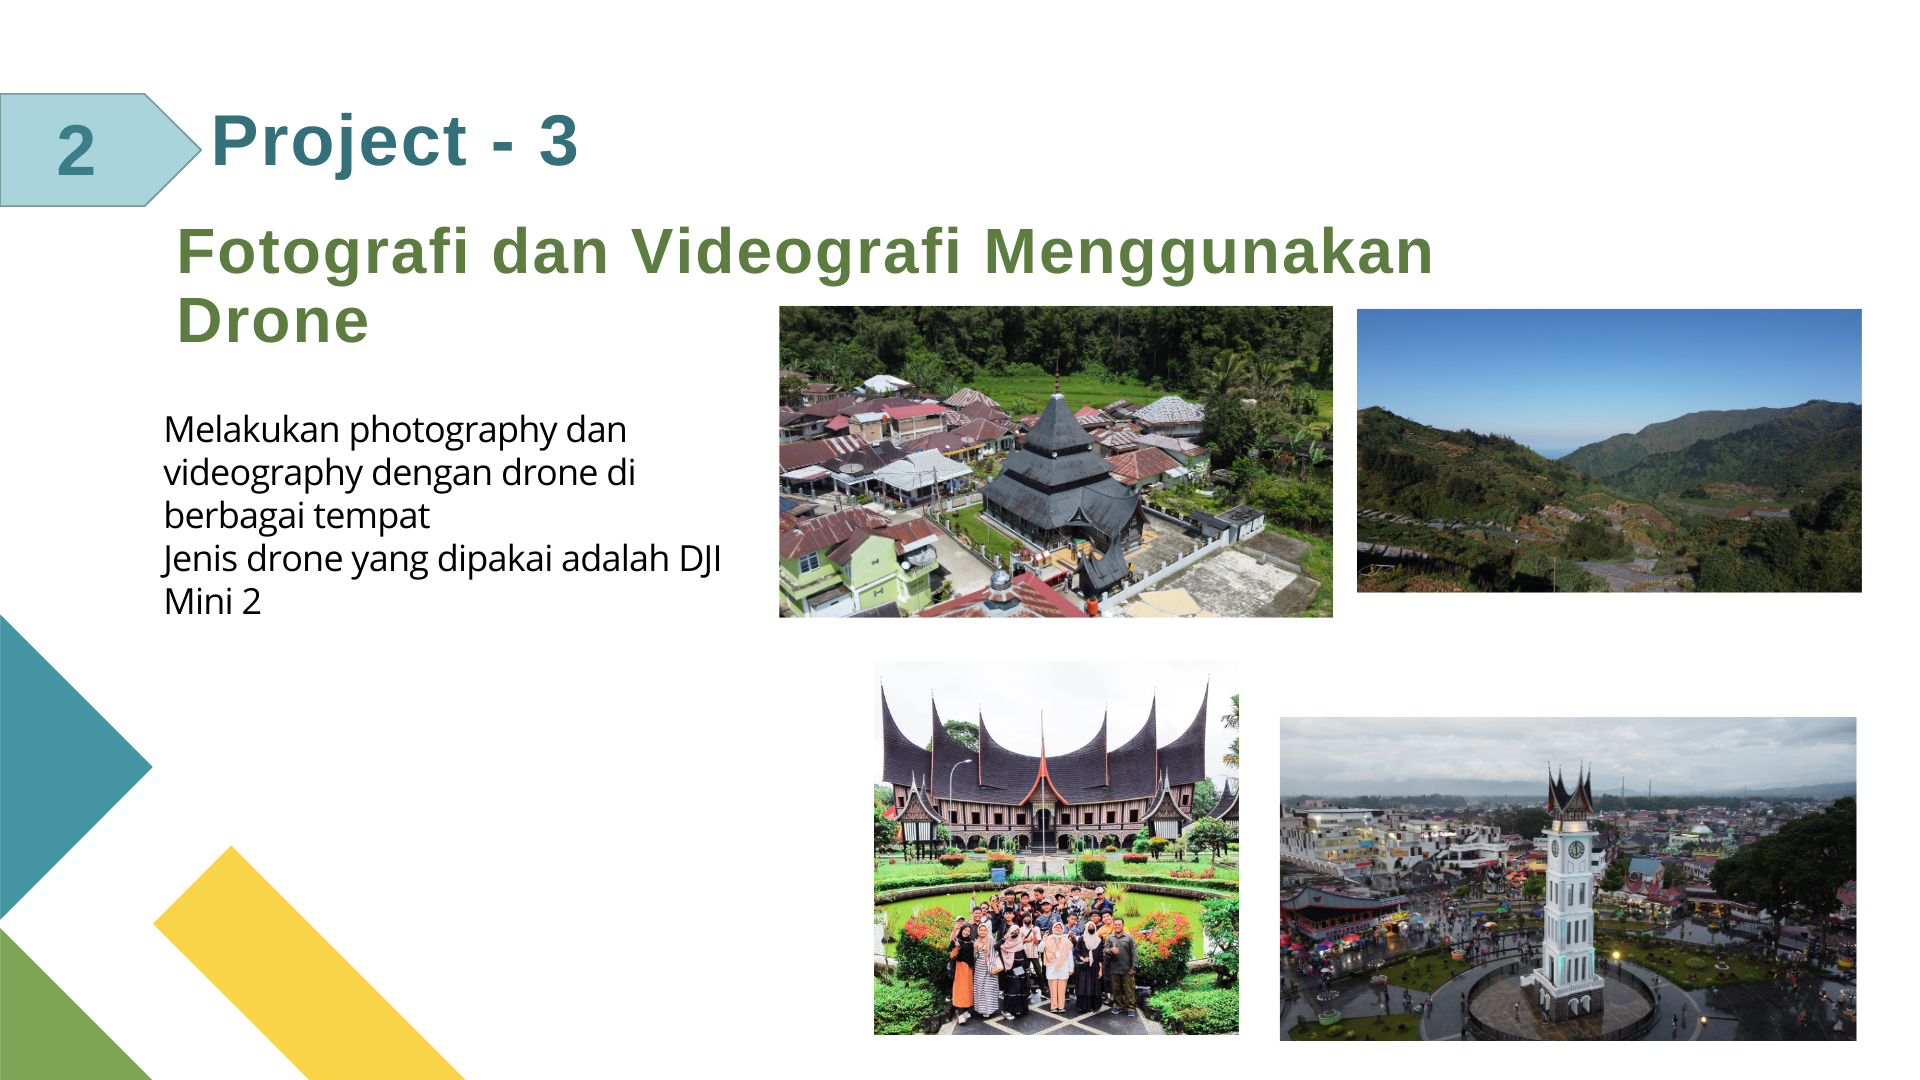 2
Project - 3
Fotografi dan Videografi Menggunakan
Drone
Melakukan photography dan
videography dengan drone di
berbagai tempat
Jenis drone yang dipakai adalah DJI
Mini 2